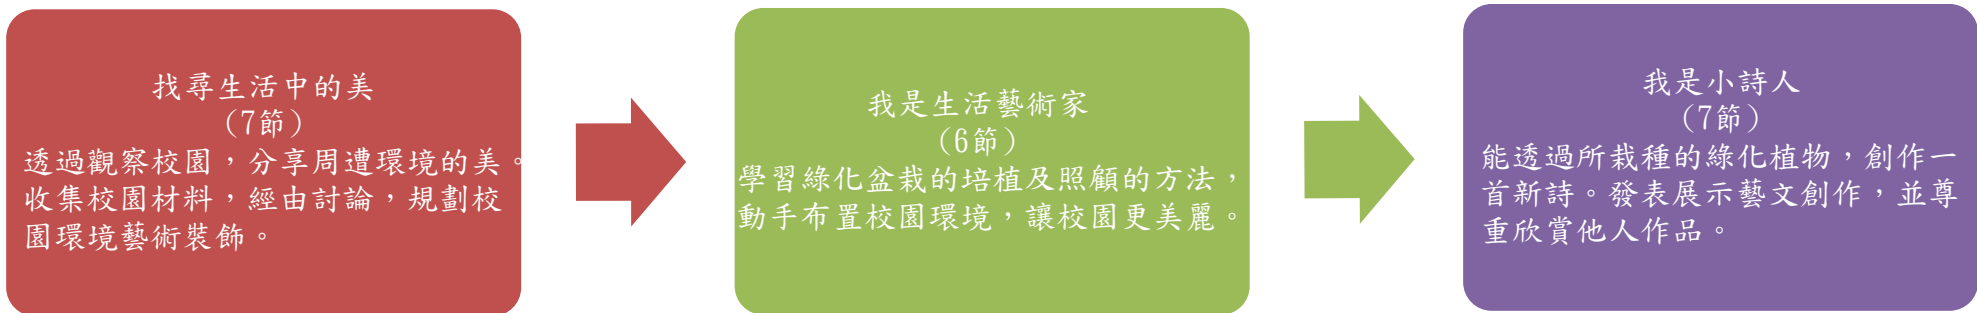 找尋生活中的美
（7節）
透過觀察校園，分享周遭環境的美。
收集校園材料，經由討論，規劃校
園環境藝術裝飾。
我是生活藝術家
（6節）
學習綠化盆栽的培植及照顧的方法，
動手布置校園環境，讓校園更美麗。
我是小詩人
（7節）
能透過所栽種的綠化植物，創作一
首新詩。發表展示藝文創作，並尊
重欣賞他人作品。